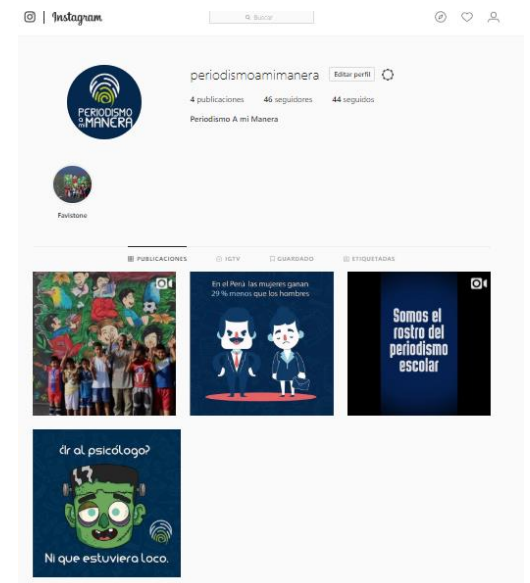 Instagram
Buscar
periodismoamimanera Editar perfil
4 publicaciones 46 seguidores 44 seguidos
Periodismo A mi Manera
PERIODISMO
a mi
MANERA
Favistone
PUBLICACIONES IGTV GUARDADO ETIQUETADAS
En el Perú las mujeres ganan
29 % menos que los hombres
Somos el
rostro del
periodismo
escolar
¿Ir al psicólogo?
Ni que estuviera loco.